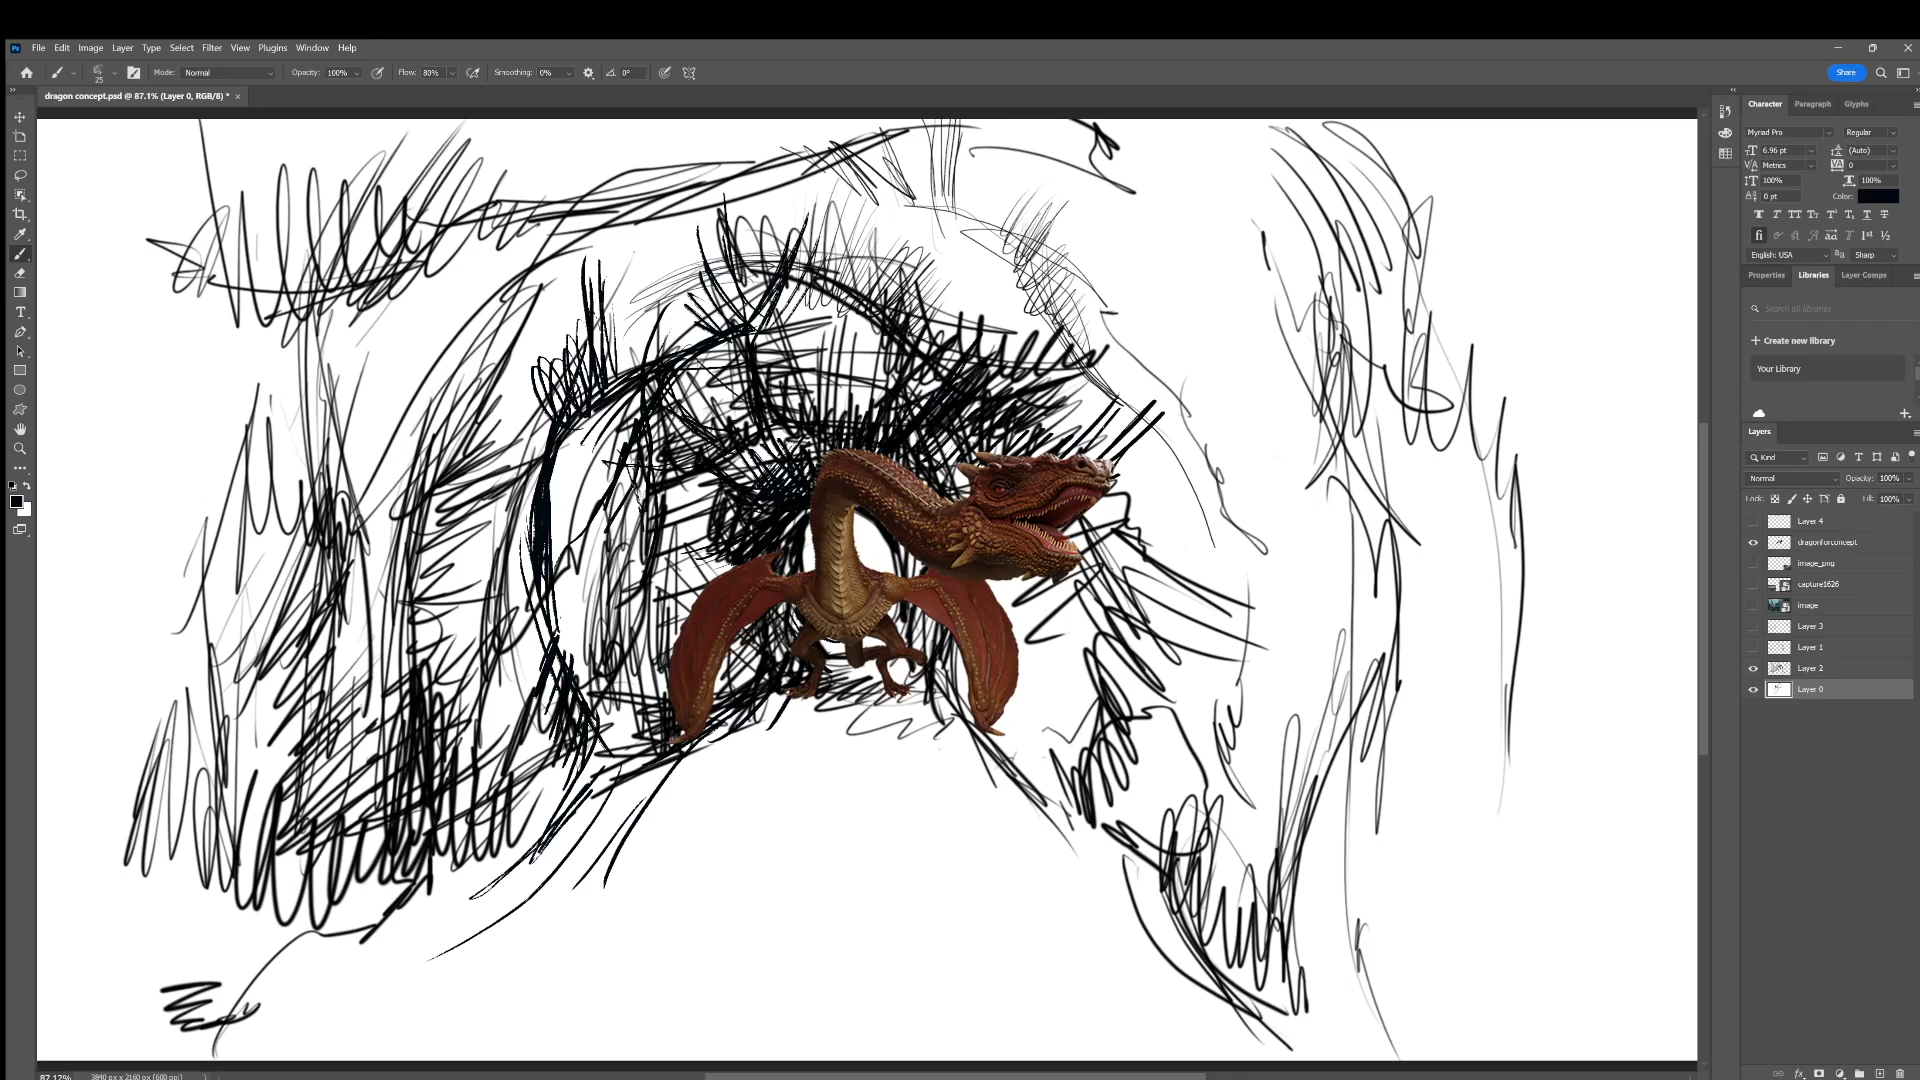 Ps File Edit Image Layer Type Select Filter View Plugins Window Help
25 Mode: Normal Opacity: 100% Flow: 80% Smoothing: 0% 0° Share
dragon concept.psd @ 87.1% (Layer 0, RGB/8) * ×
Character Paragraph Glyphs
Myriad Pro Regular
6.96 pt (Auto)
Metrics 0
100% 100%
0 pt Color:
English: USA Sharp
Properties Libraries Layer Comps
Search all libraries
+ Create new library
Your Library
Layers
Kind
Normal Opacity: 100%
Lock: Fill: 100%
Layer 4
dragonforconcept
image_png
capture1626
image
Layer 3
Layer 1
Layer 2
Layer 0
87.12% 3840 px x 2160 px (600 ppi)